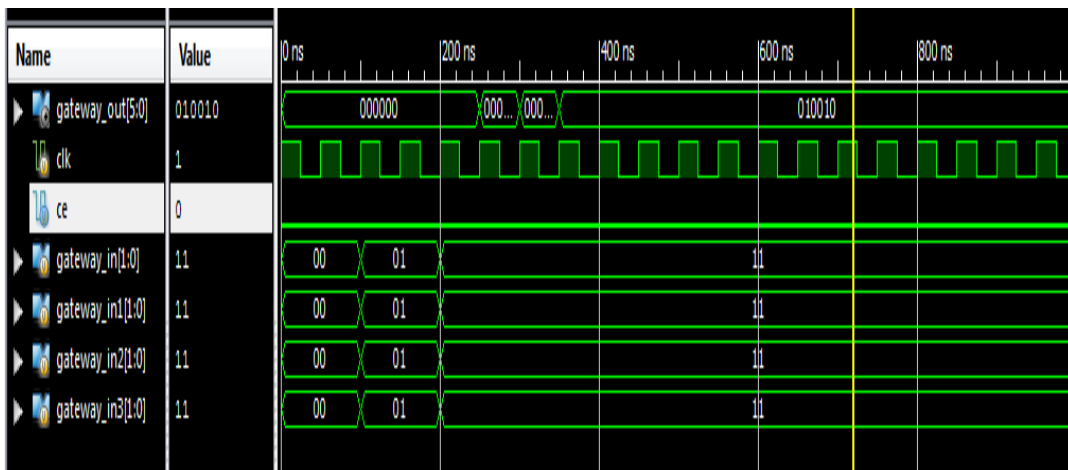 Name Value 0 ns 200 ns 400 ns 600 ns 800 ns
gateway_out[5:0] 010010 000000 000... 000... 010010
clk 1
ce 0
gateway_in[1:0] 11 00 01 11
gateway_in1[1:0] 11 00 01 11
gateway_in2[1:0] 11 00 01 11
gateway_in3[1:0] 11 00 01 11